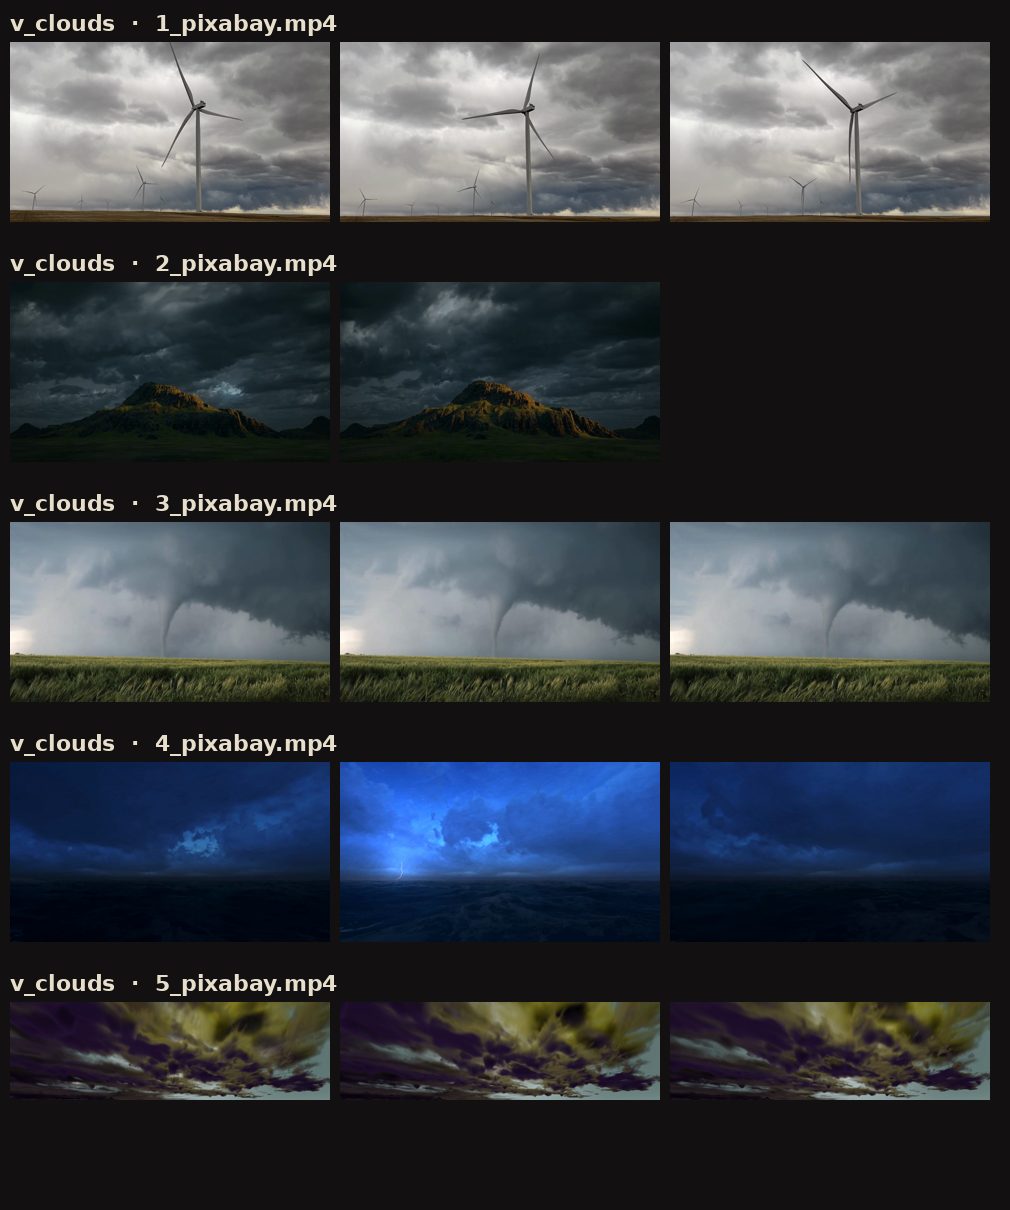 v_clouds · 1_pixabay.mp4
v_clouds · 2_pixabay.mp4
v_clouds · 3_pixabay.mp4
v_clouds · 4_pixabay.mp4
v_clouds · 5_pixabay.mp4